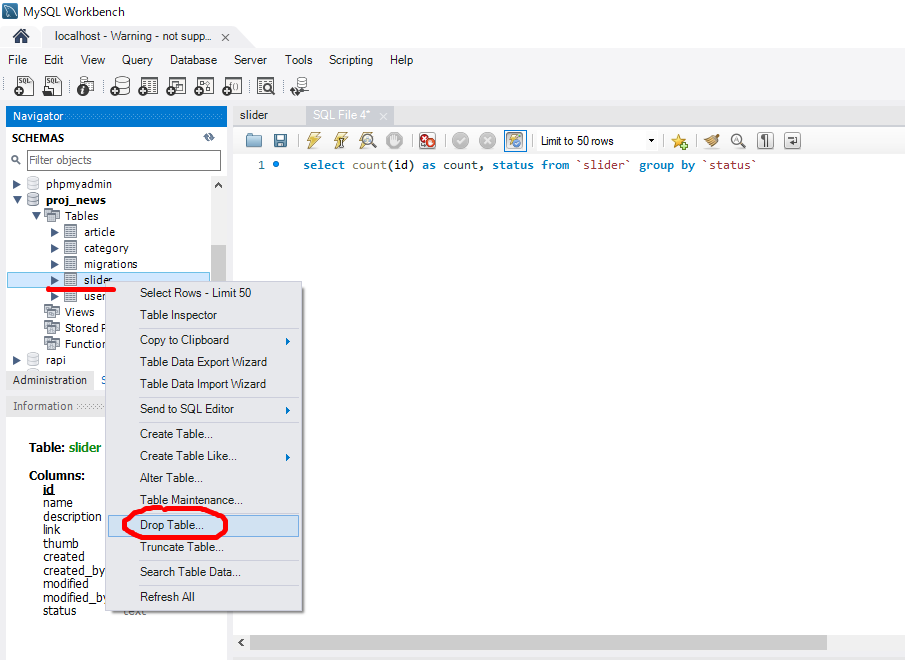 MySQL Workbench
localhost - Warning - not supp...
File Edit View Query Database Server Tools Scripting Help
Navigator
SCHEMAS
Filter objects
phpmyadmin
proj_news
Tables
article
category
migrations
slider
user
Views
Stored P
Function
rapi
Administration S
Information
Table: slider
Columns:
id
name
description
link
thumb
created
created_by
modified
modified_by
status text
slider SQL File 4*
Limit to 50 rows
1 select count(id) as count, status from `slider` group by `status`
Select Rows - Limit 50
Table Inspector
Copy to Clipboard
Table Data Export Wizard
Table Data Import Wizard
Send to SQL Editor
Create Table...
Create Table Like...
Alter Table...
Table Maintenance...
Drop Table...
Truncate Table...
Search Table Data...
Refresh All